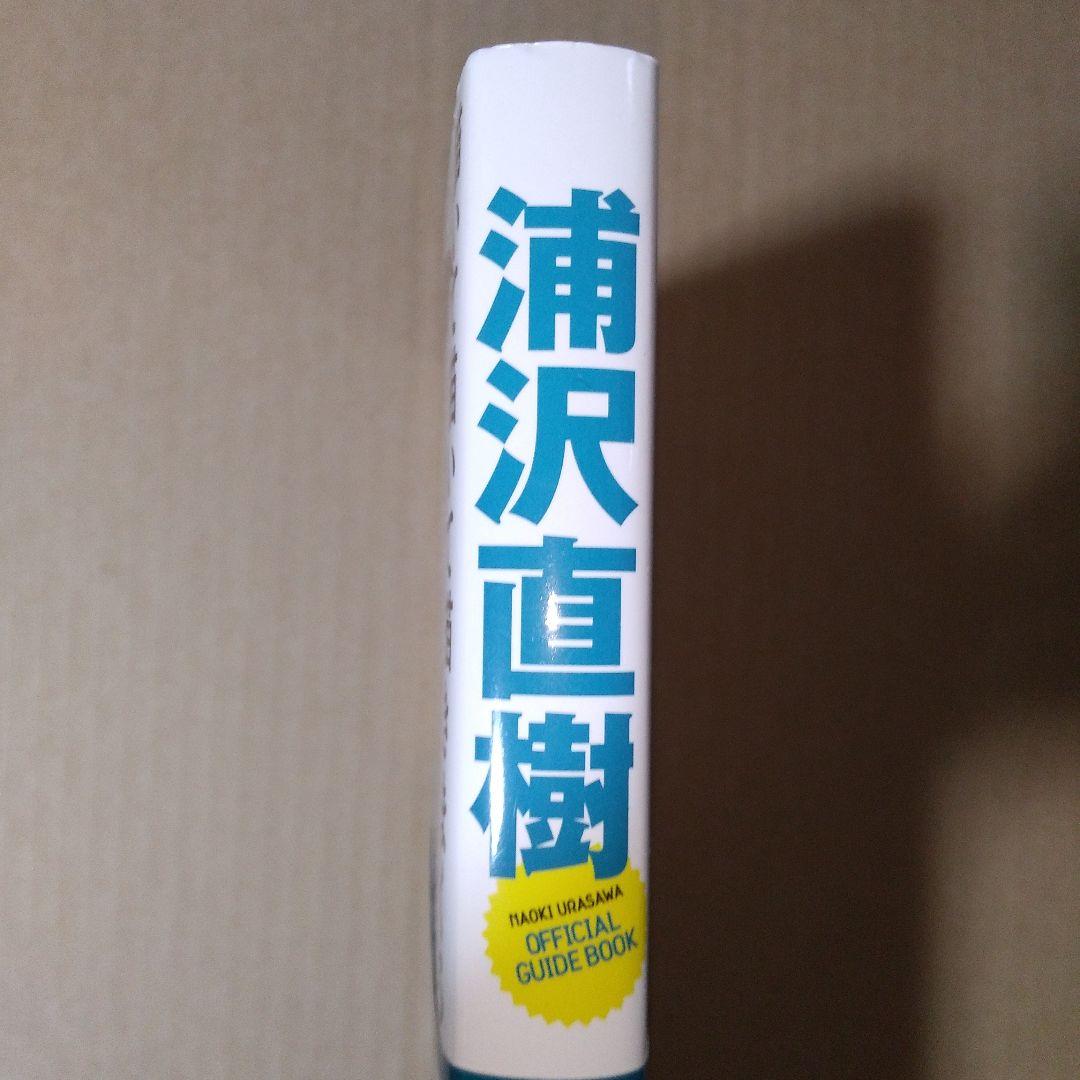 浦沢直樹
NAOKI URASAWA
OFFICIAL
GUIDE BOOK